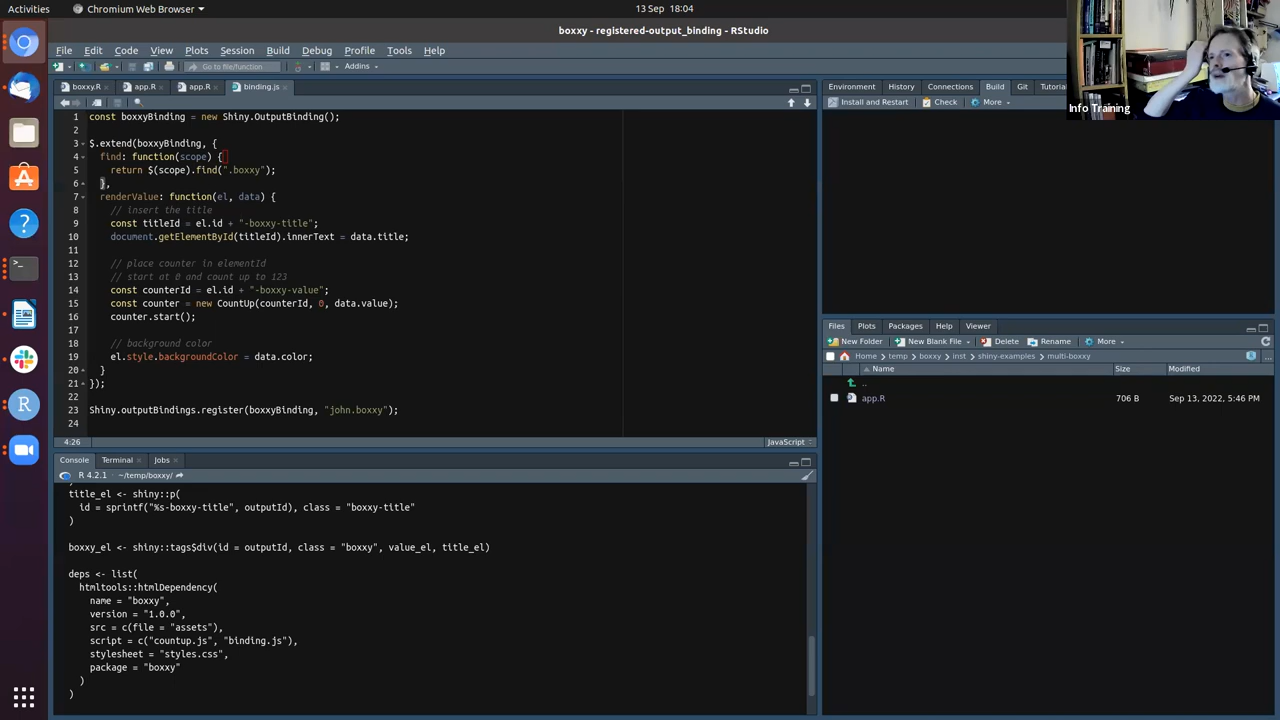 Activities
Chromium Web Browser
13 Sep 18:04
boxxy - registered-output_binding - RStudio
File Edit Code View Plots Session Build Debug Profile Tools Help
Go to file/function
Addins
Info Training
boxxy.R app.R app.R binding.js
1 const boxxyBinding = new Shiny.OutputBinding();
2
3 $.extend(boxxyBinding, {
4 find: function(scope) {
5 return $(scope).find(".boxxy");
6 },
7 renderValue: function(el, data) {
8 // insert the title
9 const titleId = el.id + "-boxxy-title";
10 document.getElementById(titleId).innerText = data.title;
11
12 // place counter in elementId
13 // start at 0 and count up to 123
14 const counterId = el.id + "-boxxy-value";
15 const counter = new CountUp(counterId, 0, data.value);
16 counter.start();
17
18 // background color
19 el.style.backgroundColor = data.color;
20 }
21 });
22
23 Shiny.outputBindings.register(boxxyBinding, "john.boxxy");
24
4:26
JavaScript
Console Terminal Jobs
R 4.2.1 · ~/temp/boxxy/
title_el <- shiny::p(
id = sprintf("%s-boxxy-title", outputId), class = "boxxy-title"
)
boxxy_el <- shiny::tags$div(id = outputId, class = "boxxy", value_el, title_el)
deps <- list(
htmltools::htmlDependency(
name = "boxxy",
version = "1.0.0",
src = c(file = "assets"),
script = c("countup.js", "binding.js"),
stylesheet = "styles.css",
package = "boxxy"
)
)
Environment History Connections Build Git Tutorial
Install and Restart Check More
Files Plots Packages Help Viewer
New Folder New Blank File Delete Rename More
Home temp boxxy inst shiny-examples multi-boxxy
Name Size Modified
..
app.R 706 B Sep 13, 2022, 5:46 PM